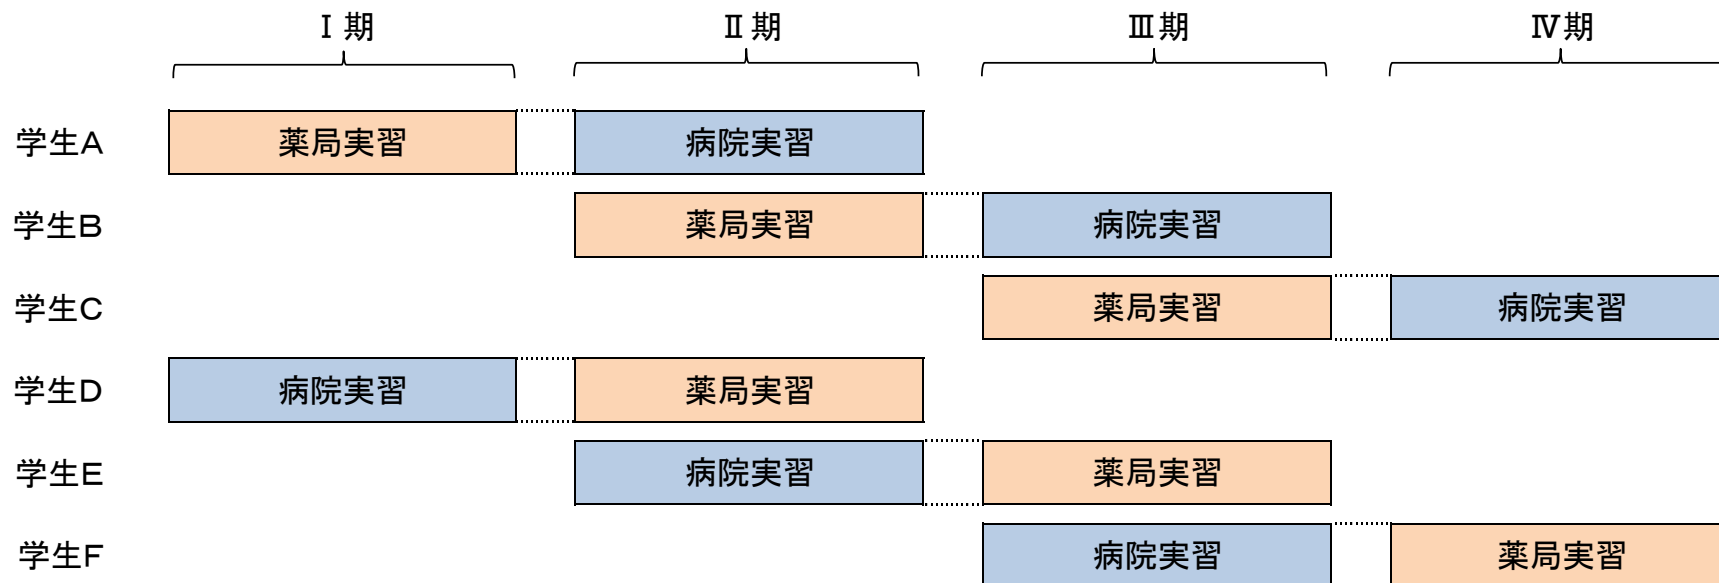 Ⅰ期 Ⅱ期 Ⅲ期 Ⅳ期
学生A 薬局実習 病院実習
学生B 薬局実習 病院実習
学生C 薬局実習 病院実習
学生D 病院実習 薬局実習
学生E 病院実習 薬局実習
学生F 病院実習 薬局実習